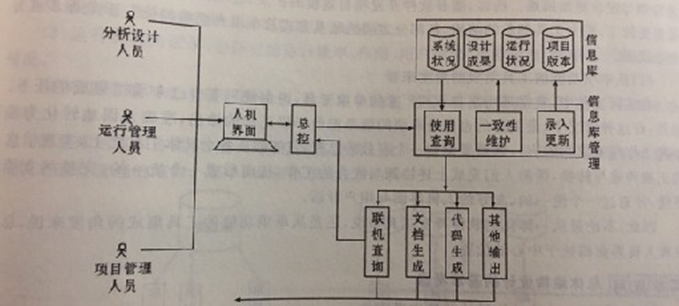 分析设计
人员
运行管理
人员
项目管理
人员
人机
界面
总控
系统
状况
设计
成果
运行
状况
项目
版本
信息库
使用
查询
一致性
维护
录入
更新
信息库管理
联机查询
文档生成
代码生成
其他输出